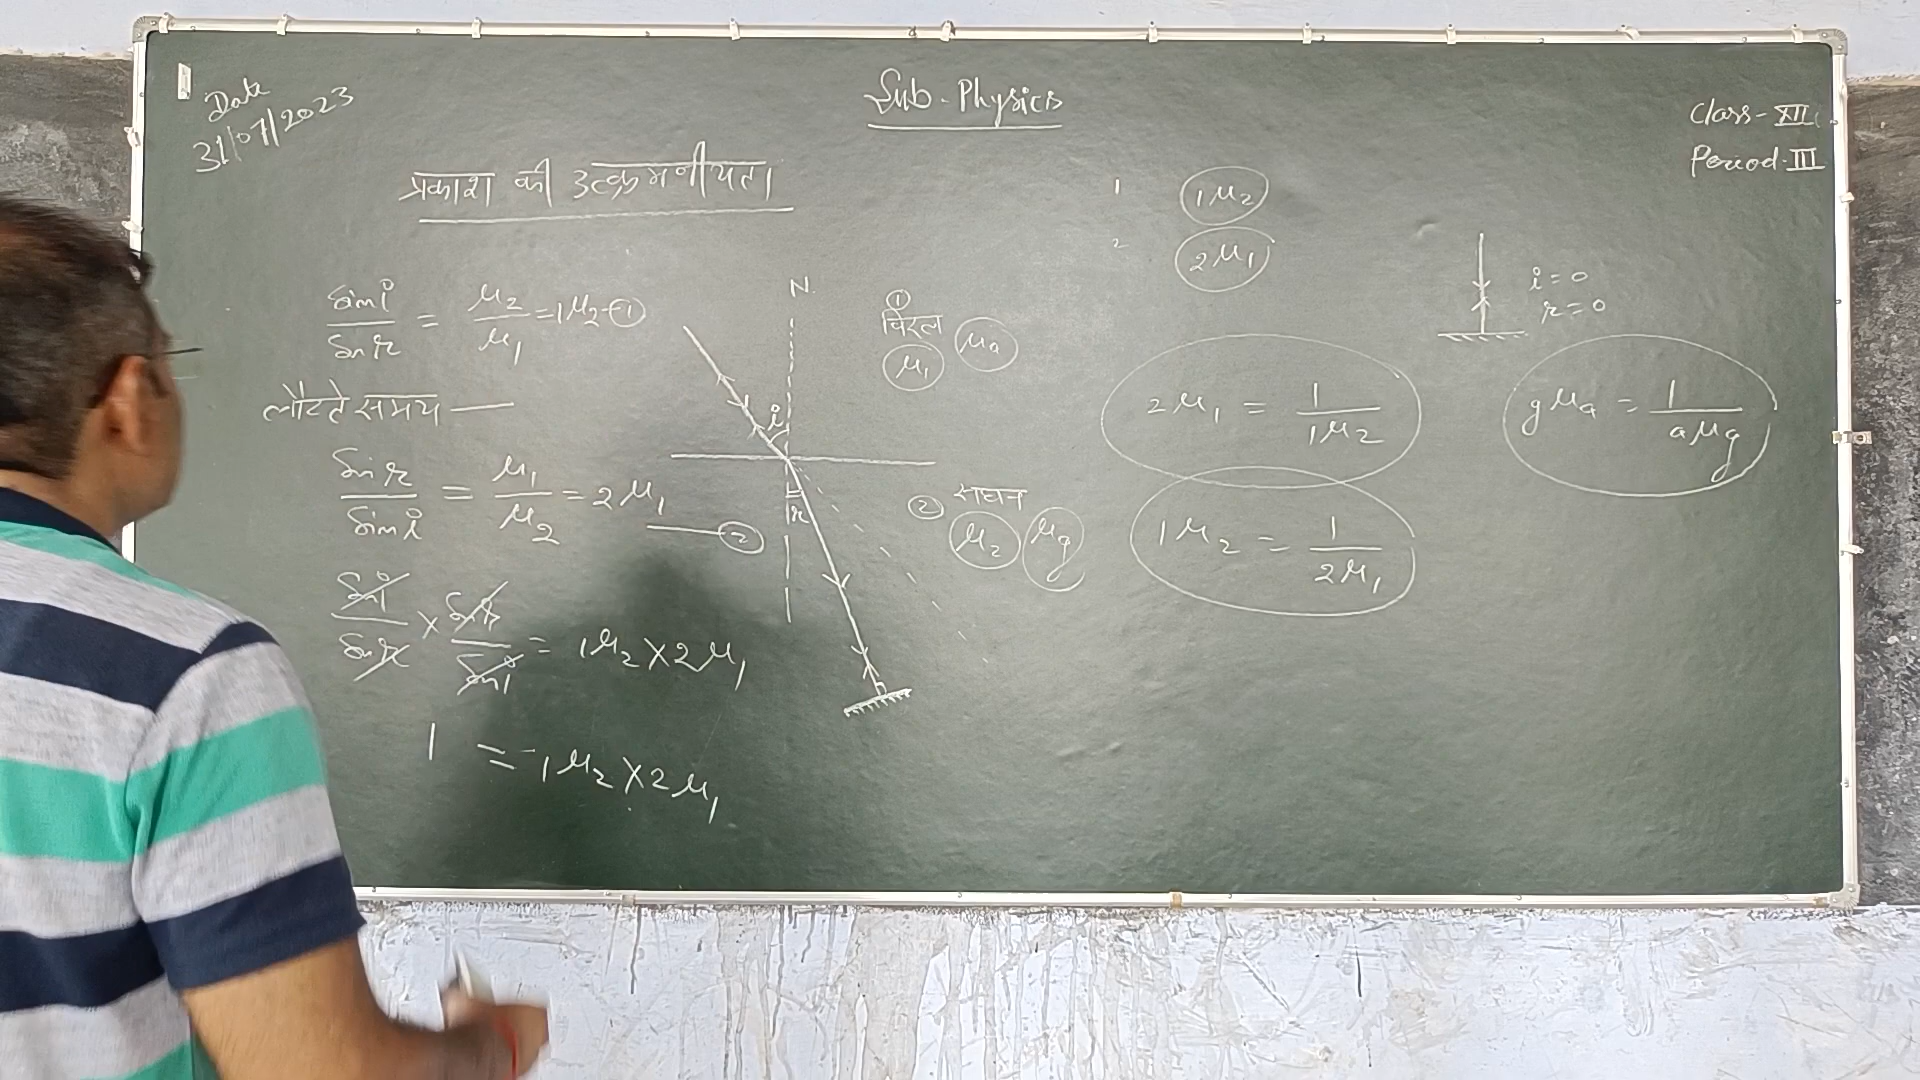 Date
31/07/2023
Sub - Physics
Class - XII
Period - III
प्रकाश की उत्क्रमणीयता
sin i / sin r = μ2 / μ1 = 1μ2 - ①
लौटते समय —
sin r / sin i = μ1 / μ2 = 2μ1 — ②
sin i / sin r × sin r / sin i = 1μ2 × 2μ1
1 = 1μ2 × 2μ1
N
i
r
①
विरल
μ1 μa
② सघन
μ2 μg
1 1μ2
2 2μ1
i = 0
r = 0
2μ1 = 1 / 1μ2
gμa = 1 / aμg
1μ2 = 1 / 2μ1